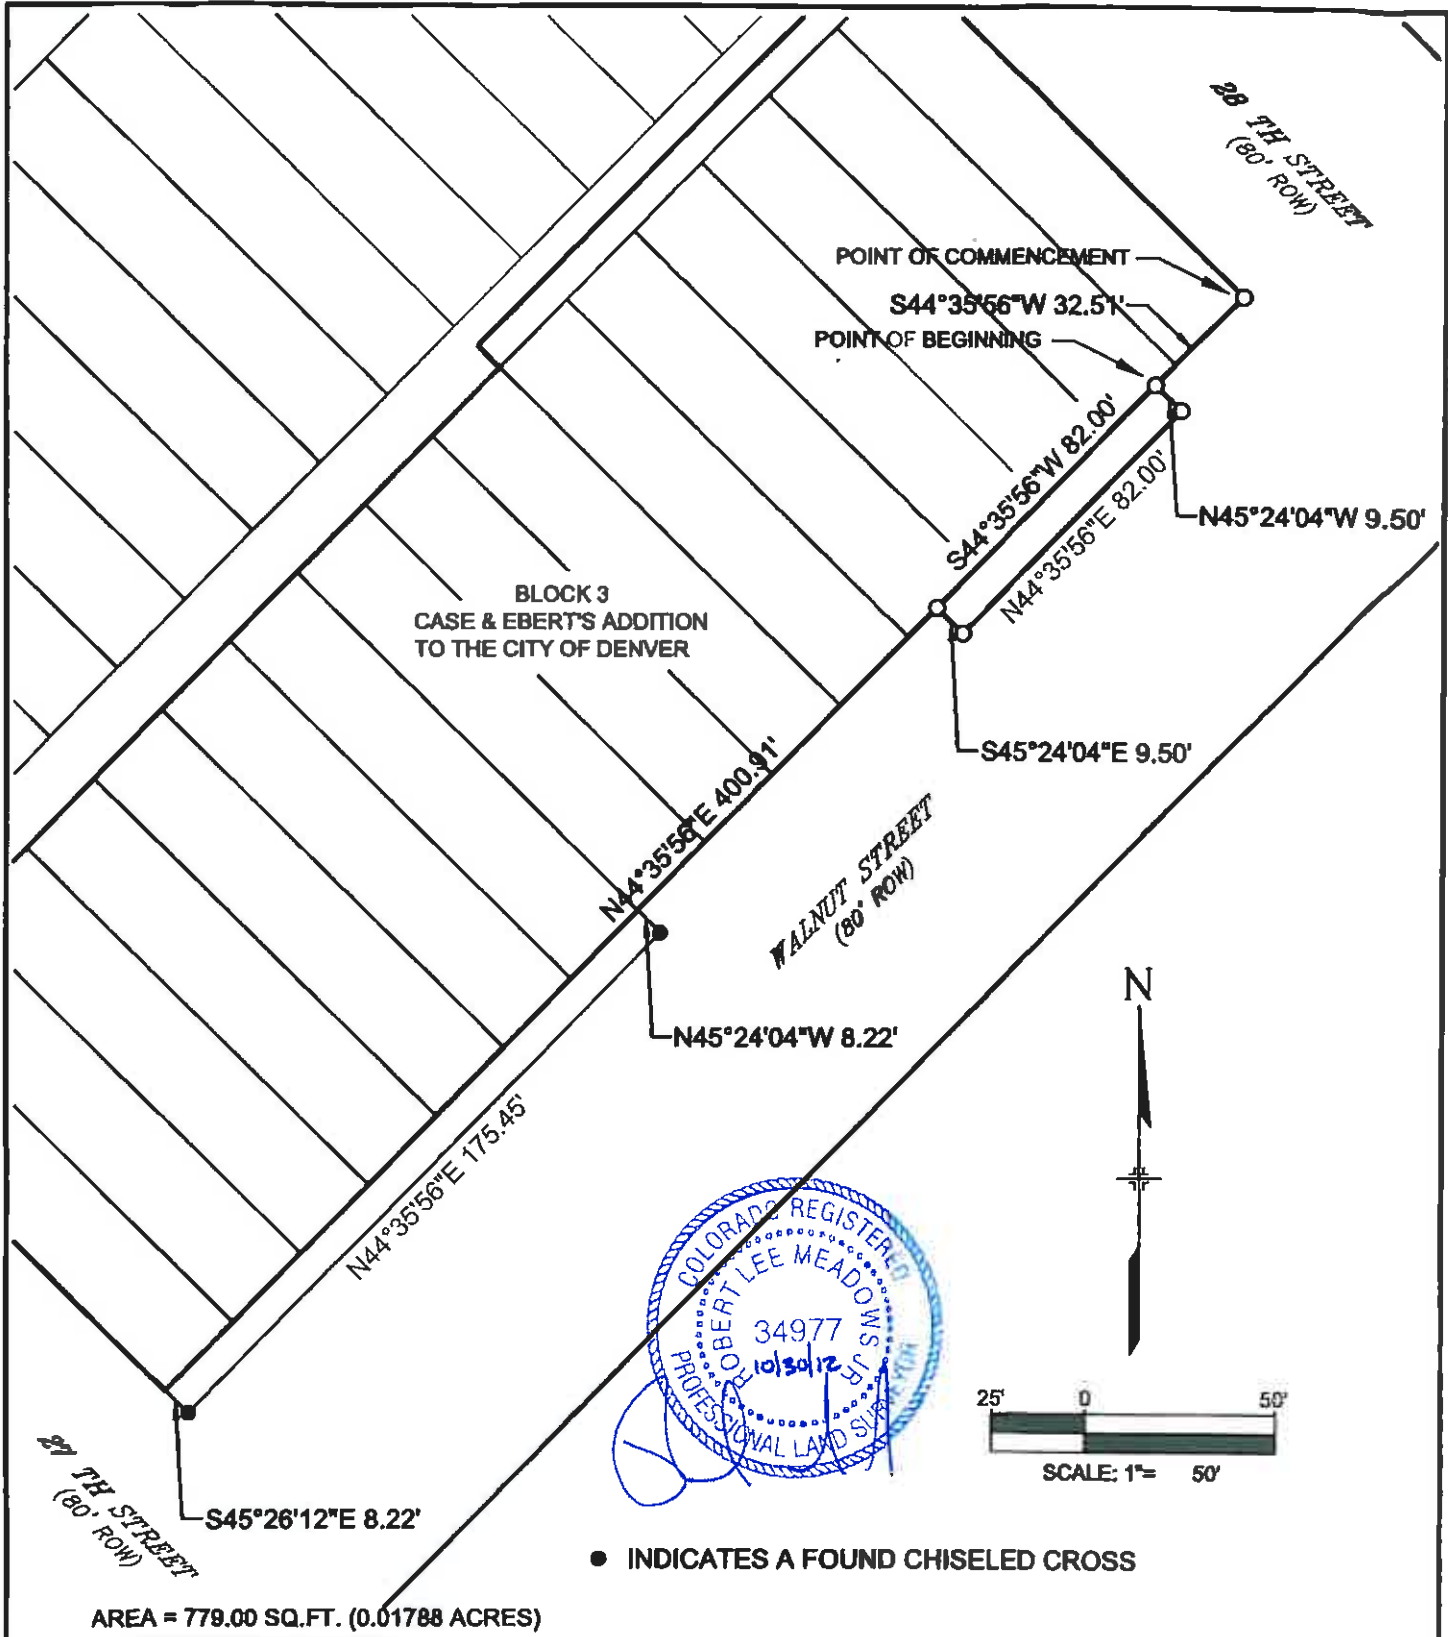 28 TH STREET
(80' ROW)
POINT OF COMMENCEMENT
S44°35'56"W 32.51'
POINT OF BEGINNING
S44°35'56"W 82.00'
N44°35'56"E 82.00'
N45°24'04"W 9.50'
BLOCK 3
CASE & EBERT'S ADDITION
TO THE CITY OF DENVER
S45°24'04"E 9.50'
N44°35'56"E 400.91'
WALNUT STREET
(80' ROW)
N45°24'04"W 8.22'
N
N44°35'56"E 175.45'
COLORADO REGISTERED
ROBERT LEE MEADOWS JR
34977
10/30/12
PROFESSIONAL LAND SURVEYOR
25' 0 50'
SCALE: 1"= 50'
27 TH STREET
(80' ROW)
S45°26'12"E 8.22'
● INDICATES A FOUND CHISELED CROSS
AREA = 779.00 SQ.FT. (0.01788 ACRES)